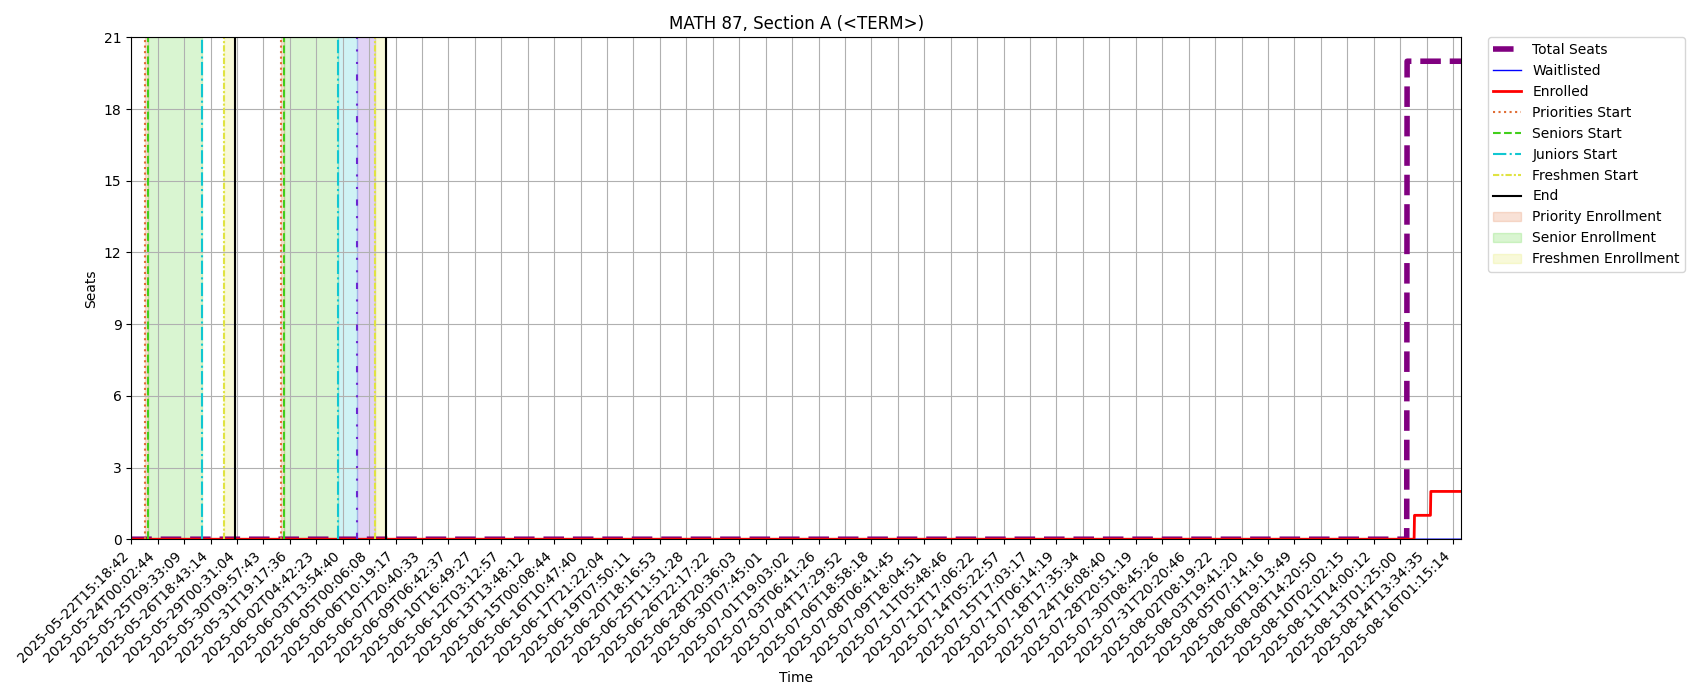 MATH 87, Section A (<TERM>)
Seats
21
18
15
12
9
6
3
0
Total Seats
Waitlisted
Enrolled
Priorities Start
Seniors Start
Juniors Start
Freshmen Start
End
Priority Enrollment
Senior Enrollment
Freshmen Enrollment
2025-05-22T15:18:42
2025-05-24T00:02:44
2025-05-25T09:33:09
2025-05-26T18:43:14
2025-05-29T00:31:04
2025-05-30T09:57:43
2025-05-31T19:17:36
2025-06-02T04:42:23
2025-06-03T13:54:40
2025-06-05T00:06:08
2025-06-06T10:19:17
2025-06-07T20:40:33
2025-06-09T06:42:37
2025-06-10T16:49:27
2025-06-12T03:12:57
2025-06-13T13:48:12
2025-06-15T00:08:44
2025-06-16T10:47:40
2025-06-17T21:22:04
2025-06-19T07:50:11
2025-06-20T18:16:53
2025-06-25T11:51:28
2025-06-26T22:17:22
2025-06-28T20:36:03
2025-06-30T07:45:01
2025-07-01T19:03:02
2025-07-03T06:41:26
2025-07-04T17:29:52
2025-07-06T18:58:18
2025-07-08T06:41:45
2025-07-09T18:04:51
2025-07-11T05:48:46
2025-07-12T17:06:22
2025-07-14T05:22:57
2025-07-15T17:03:17
2025-07-17T06:14:19
2025-07-18T17:35:34
2025-07-24T16:08:40
2025-07-28T20:51:19
2025-07-30T08:45:26
2025-07-31T20:20:46
2025-08-02T08:19:22
2025-08-03T19:41:20
2025-08-05T07:14:16
2025-08-06T19:13:49
2025-08-08T14:20:50
2025-08-10T02:02:15
2025-08-11T14:00:12
2025-08-13T01:25:00
2025-08-14T13:34:35
2025-08-16T01:15:14
Time